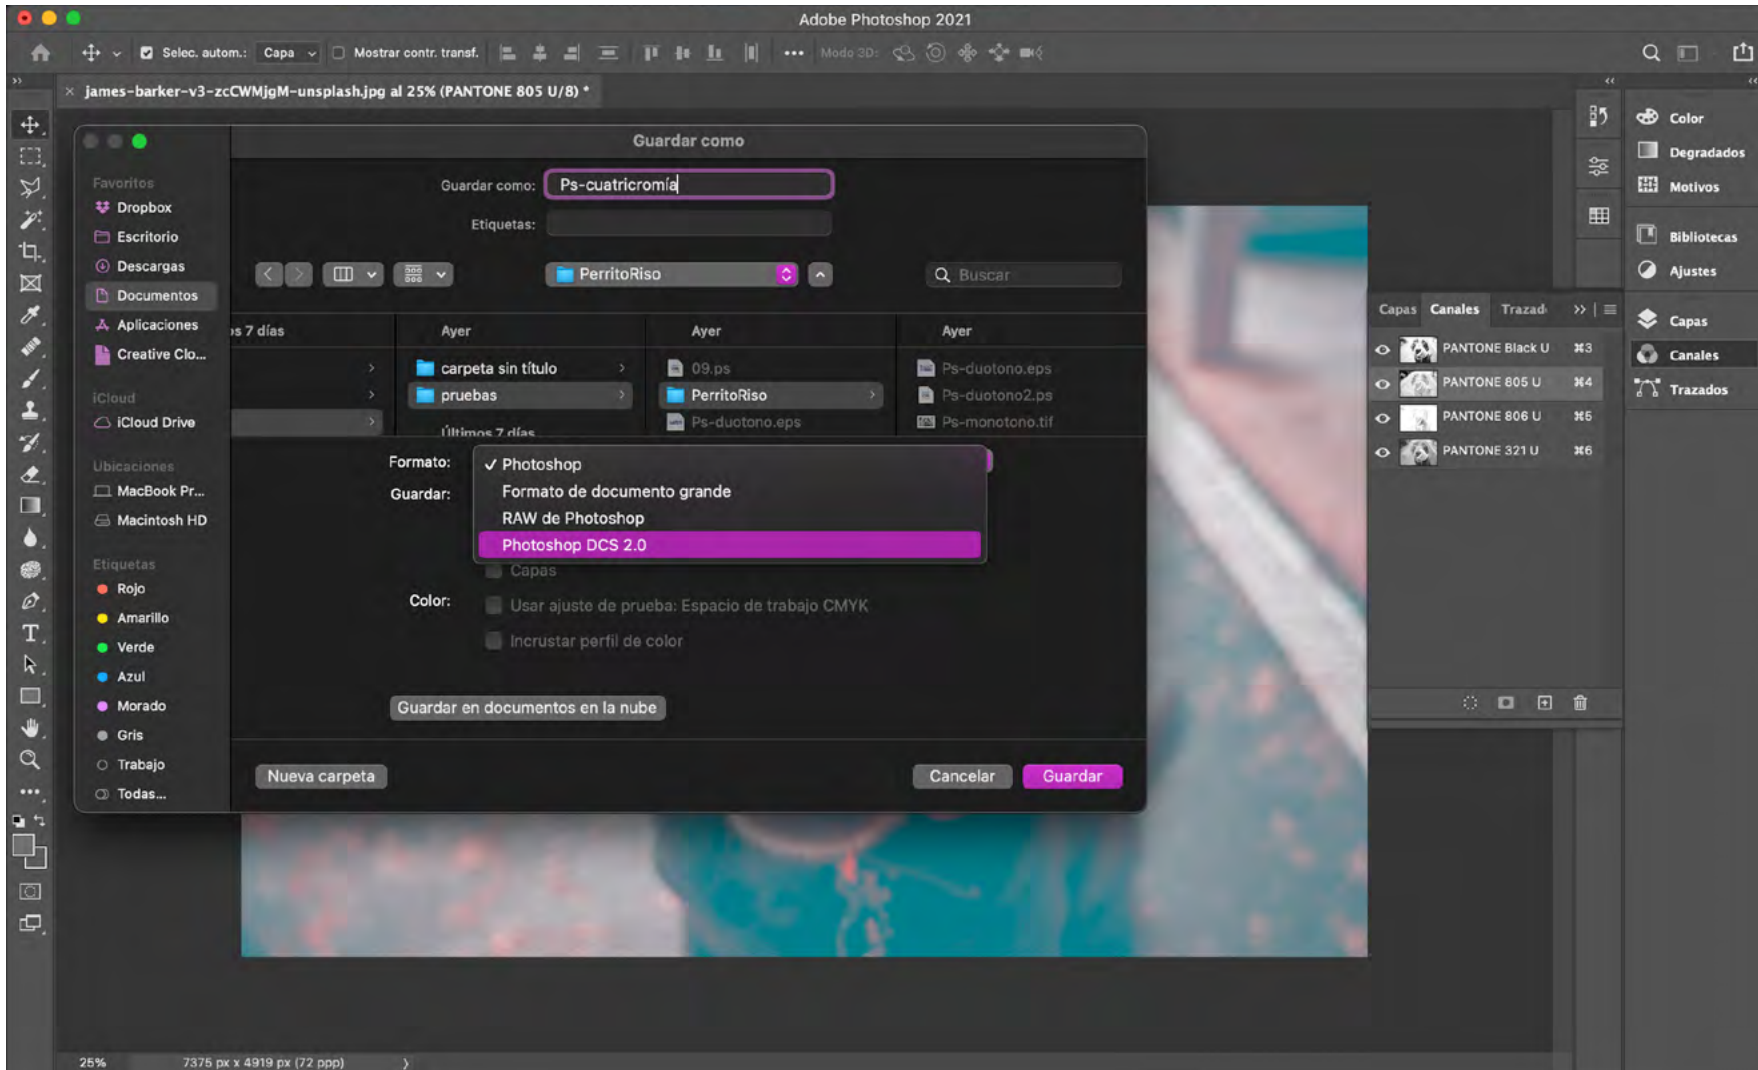 Adobe Photoshop 2021
Selec. autom.: Capa Mostrar contr. transf. Modo 3D:
james-barker-v3-zcCWMjgM-unsplash.jpg al 25% (PANTONE 805 U/8) *
Guardar como
Guardar como: Ps-cuatricromía
Etiquetas:
PerritoRiso
Buscar
Favoritos
Dropbox
Escritorio
Descargas
Documentos
Aplicaciones
Creative Clo...
iCloud
iCloud Drive
Ubicaciones
MacBook Pr...
Macintosh HD
Etiquetas
Rojo
Amarillo
Verde
Azul
Morado
Gris
Trabajo
Todas...
os 7 días
Ayer
carpeta sin título
pruebas
Últimos 7 días
Ayer
09.ps
PerritoRiso
Ps-duotono.eps
Ayer
Ps-duotono.eps
Ps-duotono2.ps
Ps-monotono.tif
Formato: ✓ Photoshop
Guardar: Formato de documento grande
RAW de Photoshop
Photoshop DCS 2.0
Capas
Color: Usar ajuste de prueba: Espacio de trabajo CMYK
Incrustar perfil de color
Guardar en documentos en la nube
Nueva carpeta
Cancelar
Guardar
Capas Canales Trazad
PANTONE Black U ⌘3
PANTONE 805 U ⌘4
PANTONE 806 U ⌘5
PANTONE 321 U ⌘6
Color
Degradados
Motivos
Bibliotecas
Ajustes
Capas
Canales
Trazados
25% 7375 px x 4919 px (72 ppp)